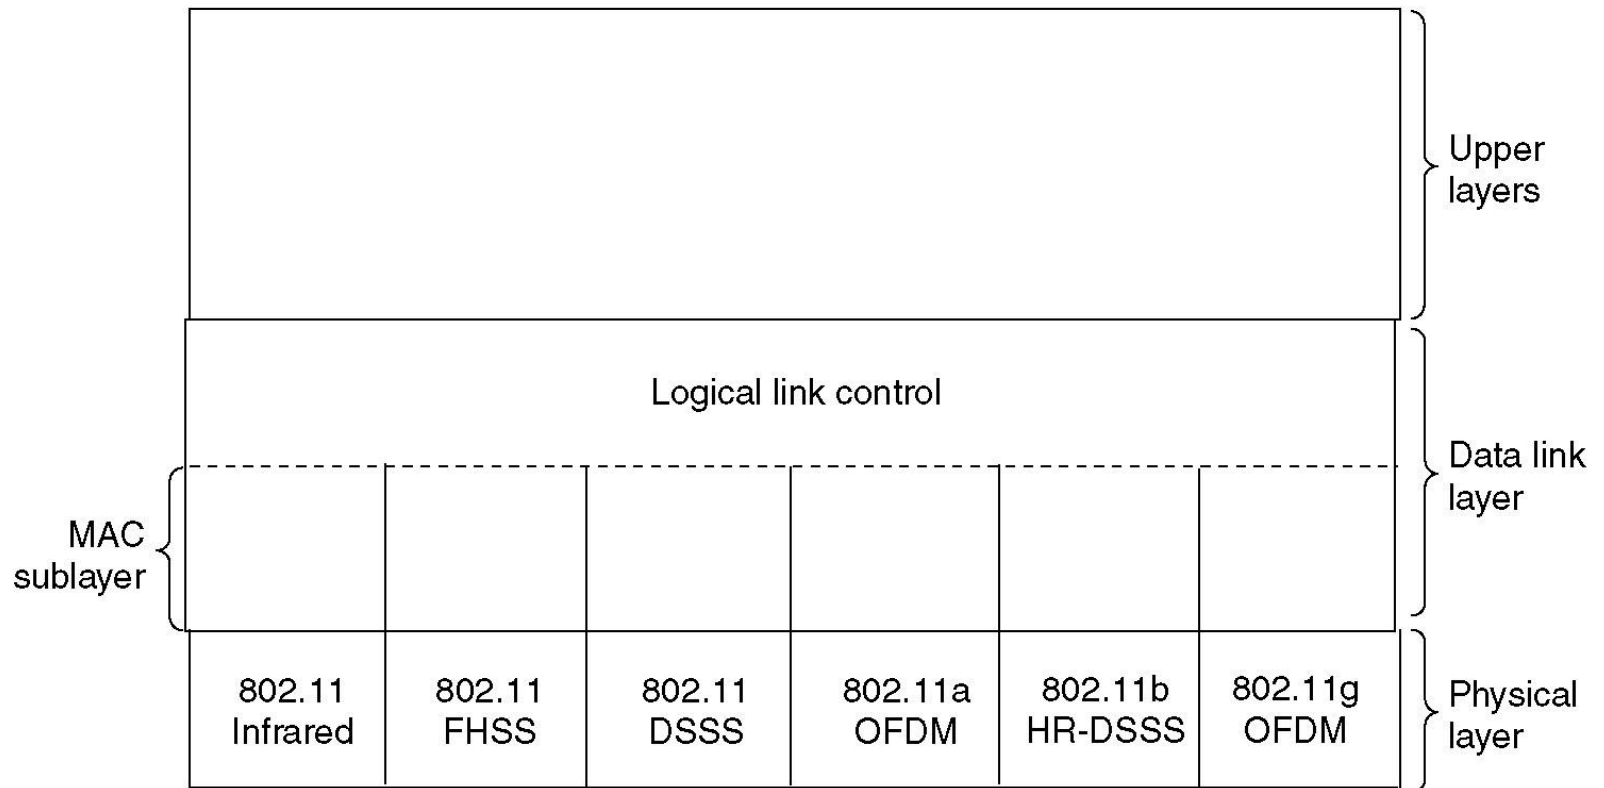 Upper
layers
Logical link control
Data link
layer
MAC
sublayer
802.11
Infrared
802.11
FHSS
802.11
DSSS
802.11a
OFDM
802.11b
HR-DSSS
802.11g
OFDM
Physical
layer